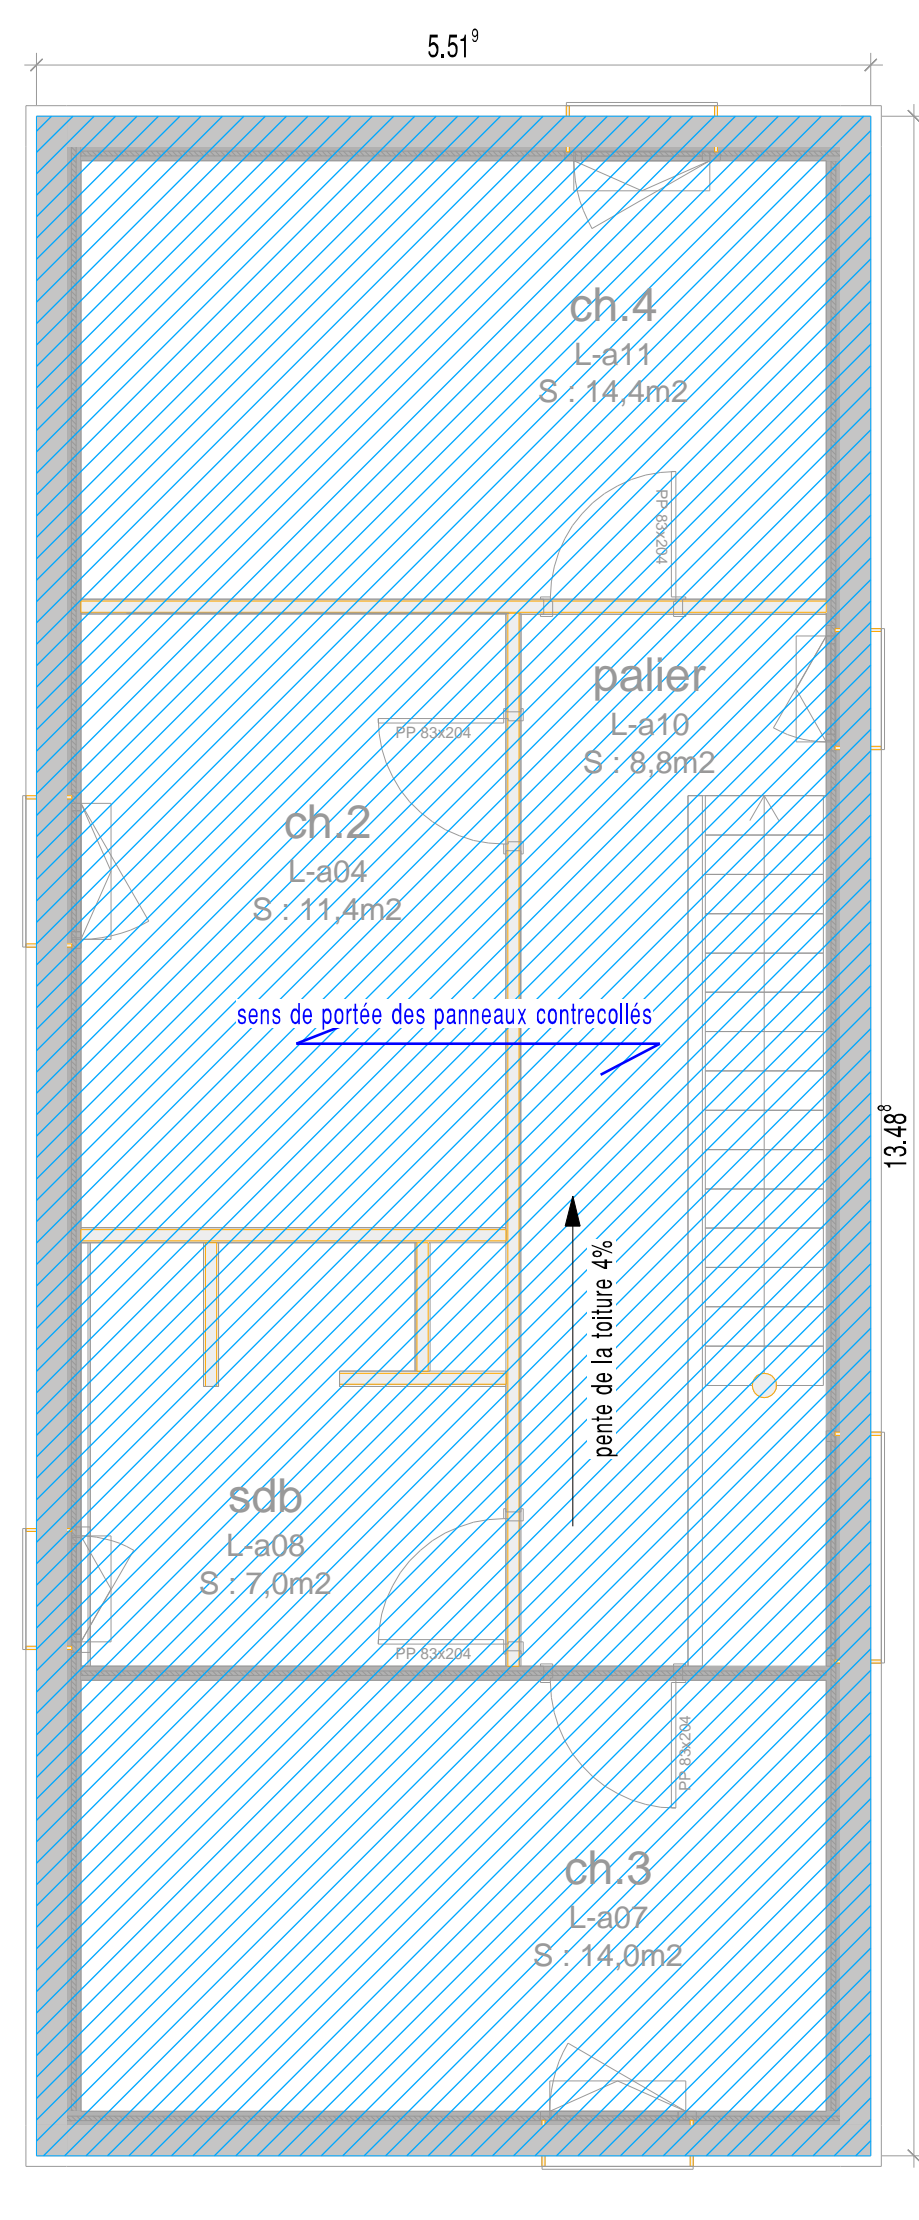 5.51⁹
ch.4
L-a11
S : 14,4m2
PP 83x204
palier
L-a10
S : 8,8m2
PP 83x204
ch.2
L-a04
S : 11,4m2
sens de portée des panneaux contrecollés
13.48⁸
pente de la toiture 4%
sdb
L-a08
S : 7,0m2
PP 83x204
PP 83x204
ch.3
L-a07
S : 14,0m2